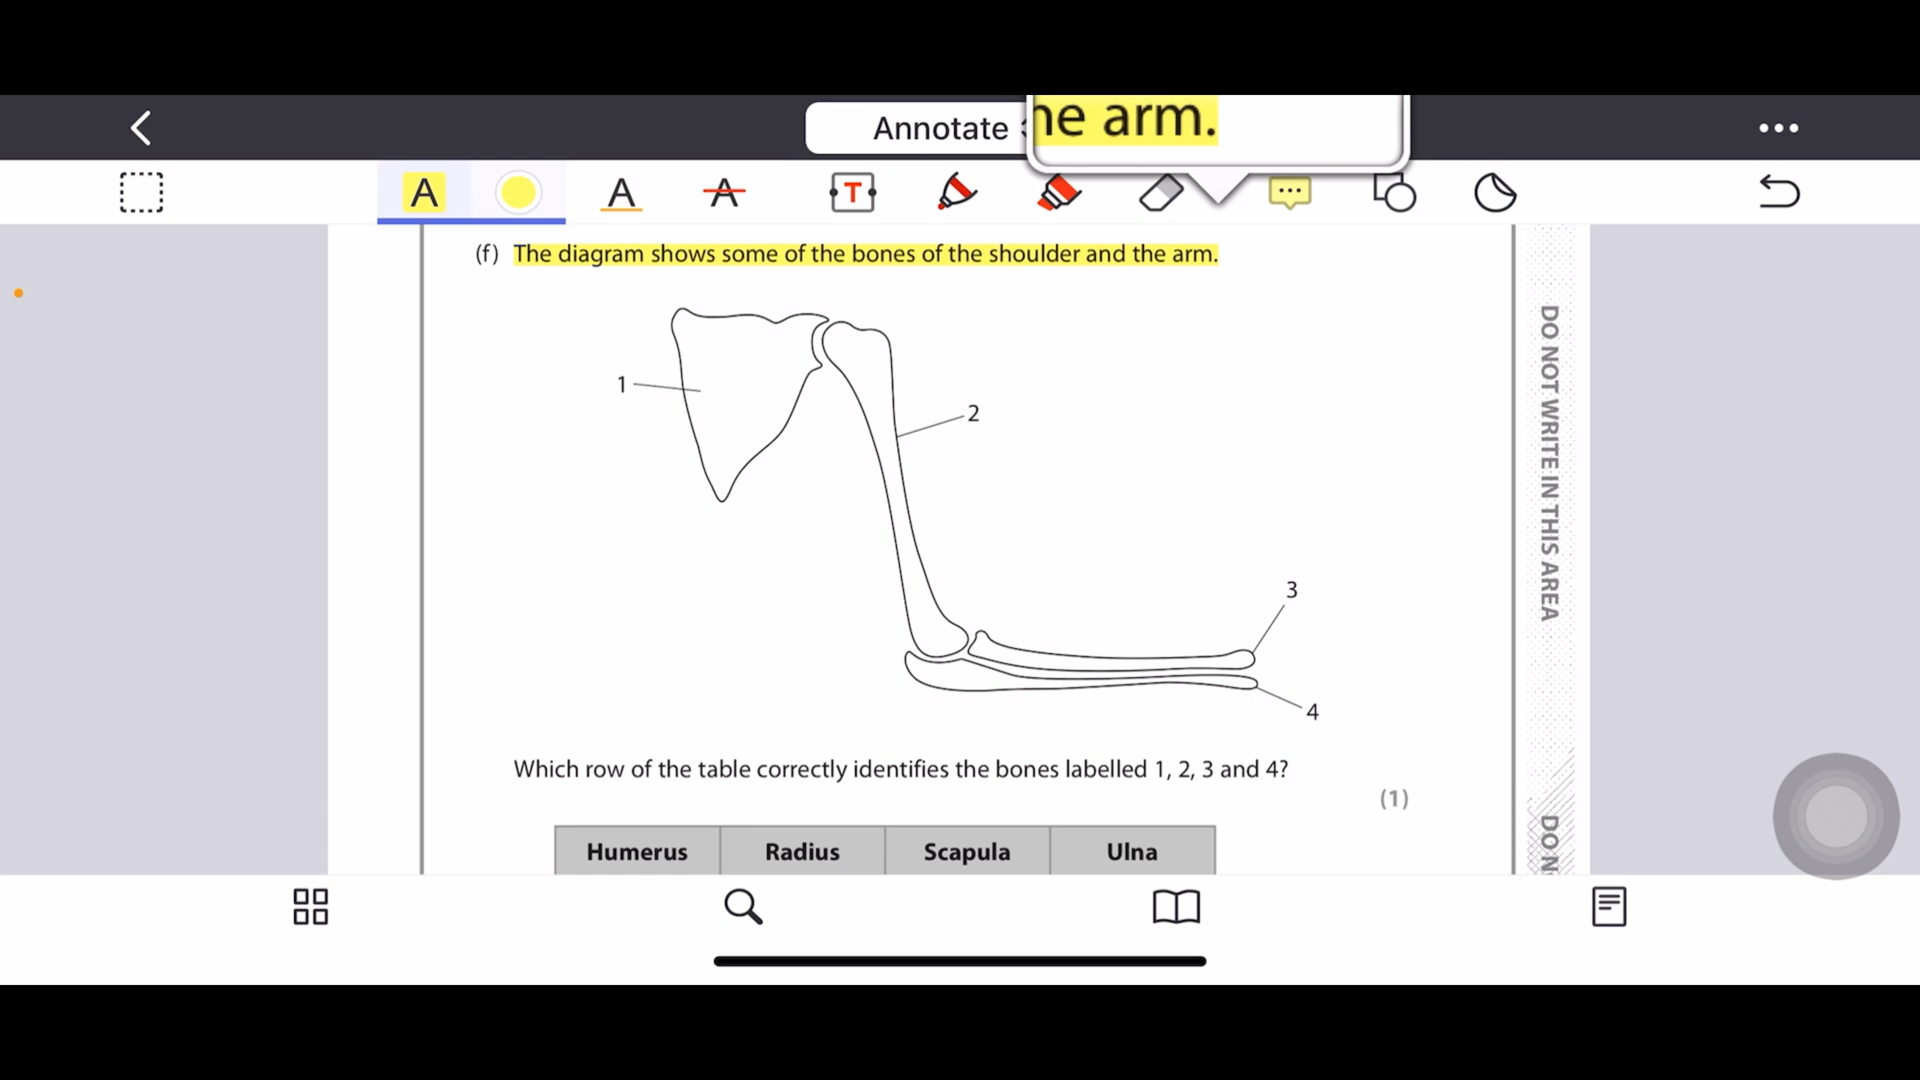 Annotate
he arm.
A
A
A
T
(f) The diagram shows some of the bones of the shoulder and the arm.
1
2
3
4
Which row of the table correctly identifies the bones labelled 1, 2, 3 and 4?
(1)
Humerus Radius Scapula Ulna
DO NOT WRITE IN THIS AREA
DO N